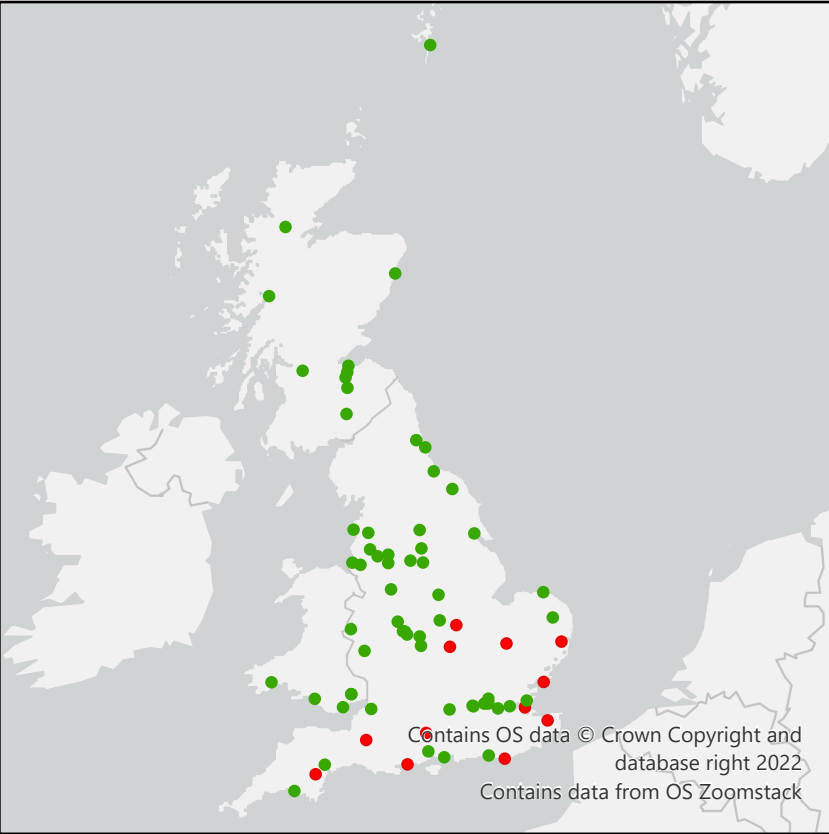 Contains OS data © Crown Copyright and
database right 2022
Contains data from OS Zoomstack